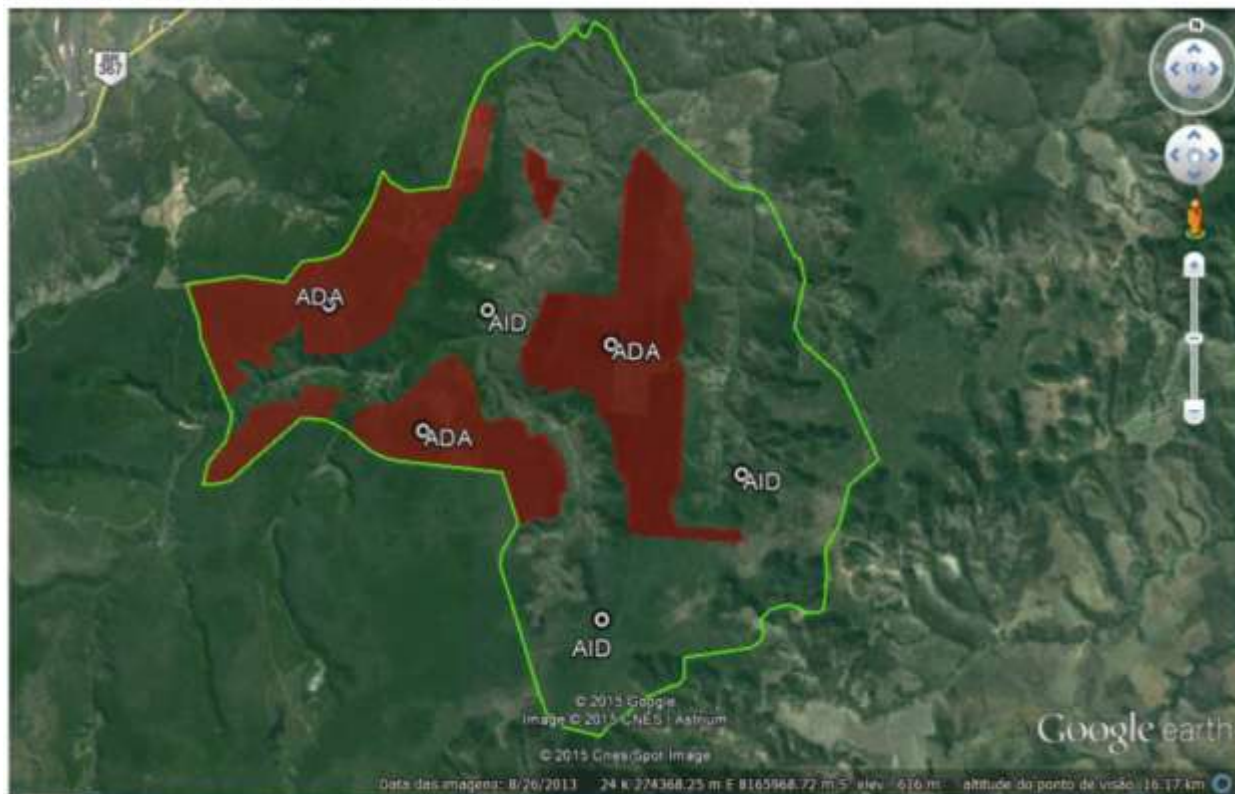 N
BR
367
ADA
AID
ADA
ADA
AID
AID
© 2015 Google
Image © 2015 CNES / Astrium
© 2015 Cnes/Spot Image
Google earth
Data das imagens: 8/26/2013 24 k 274368.25 m E 8165968.72 m S elev 616 m altitude do ponto de visão 16.17 km